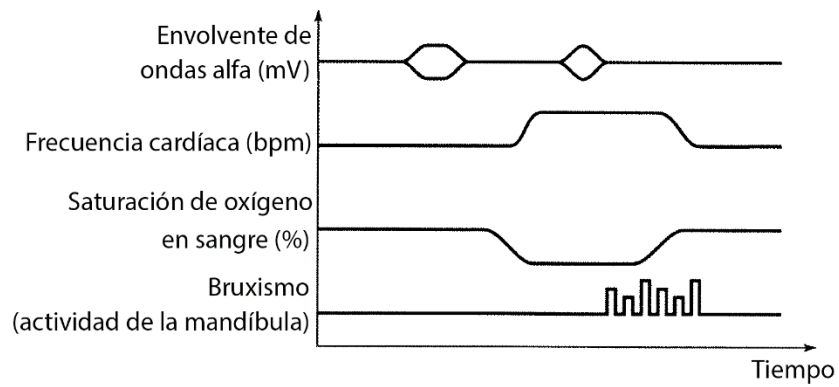 Envolvente de
ondas alfa (mV)
Frecuencia cardíaca (bpm)
Saturación de oxígeno
en sangre (%)
Bruxismo
(actividad de la mandíbula)
Tiempo